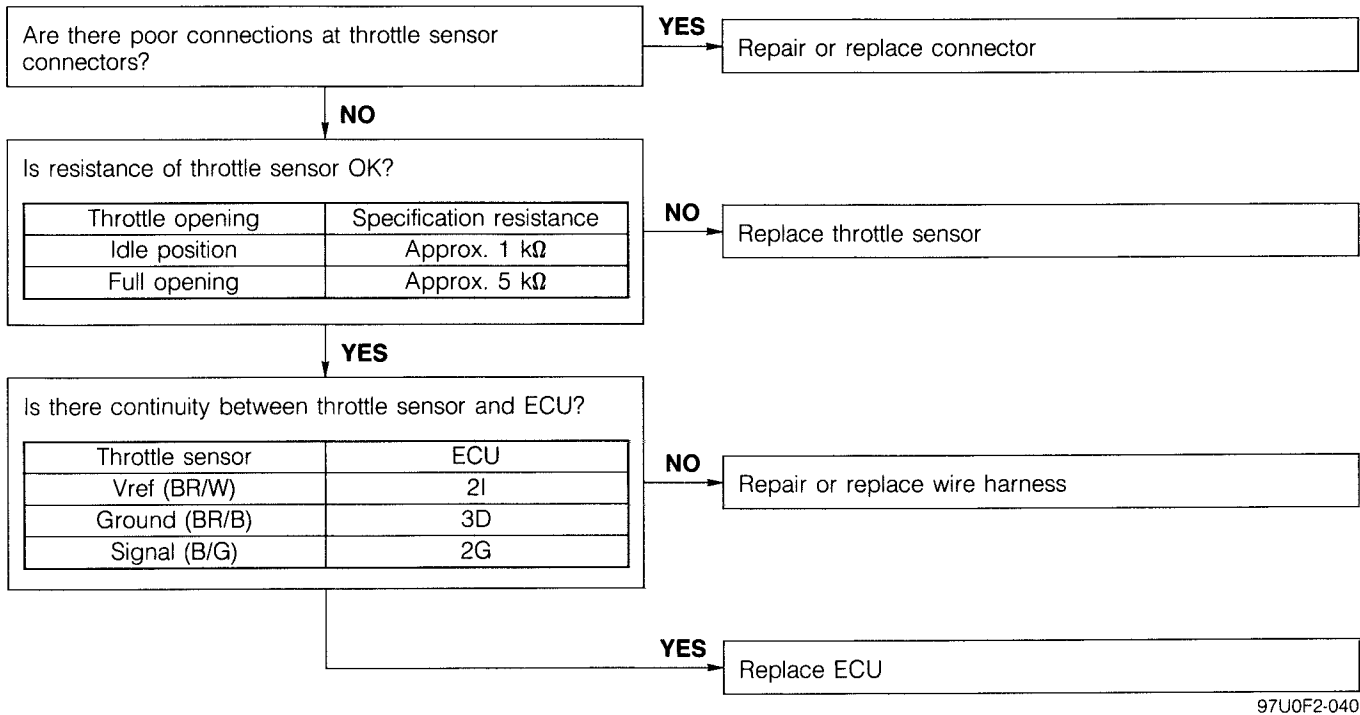 Are there poor connections at throttle sensor
connectors?
YES
Repair or replace connector
NO
Is resistance of throttle sensor OK?
Throttle opening Specification resistance
Idle position Approx. 1 kΩ
Full opening Approx. 5 kΩ
NO
Replace throttle sensor
YES
Is there continuity between throttle sensor and ECU?
Throttle sensor ECU
Vref (BR/W) 2I
Ground (BR/B) 3D
Signal (B/G) 2G
NO
Repair or replace wire harness
YES
Replace ECU
97U0F2-040